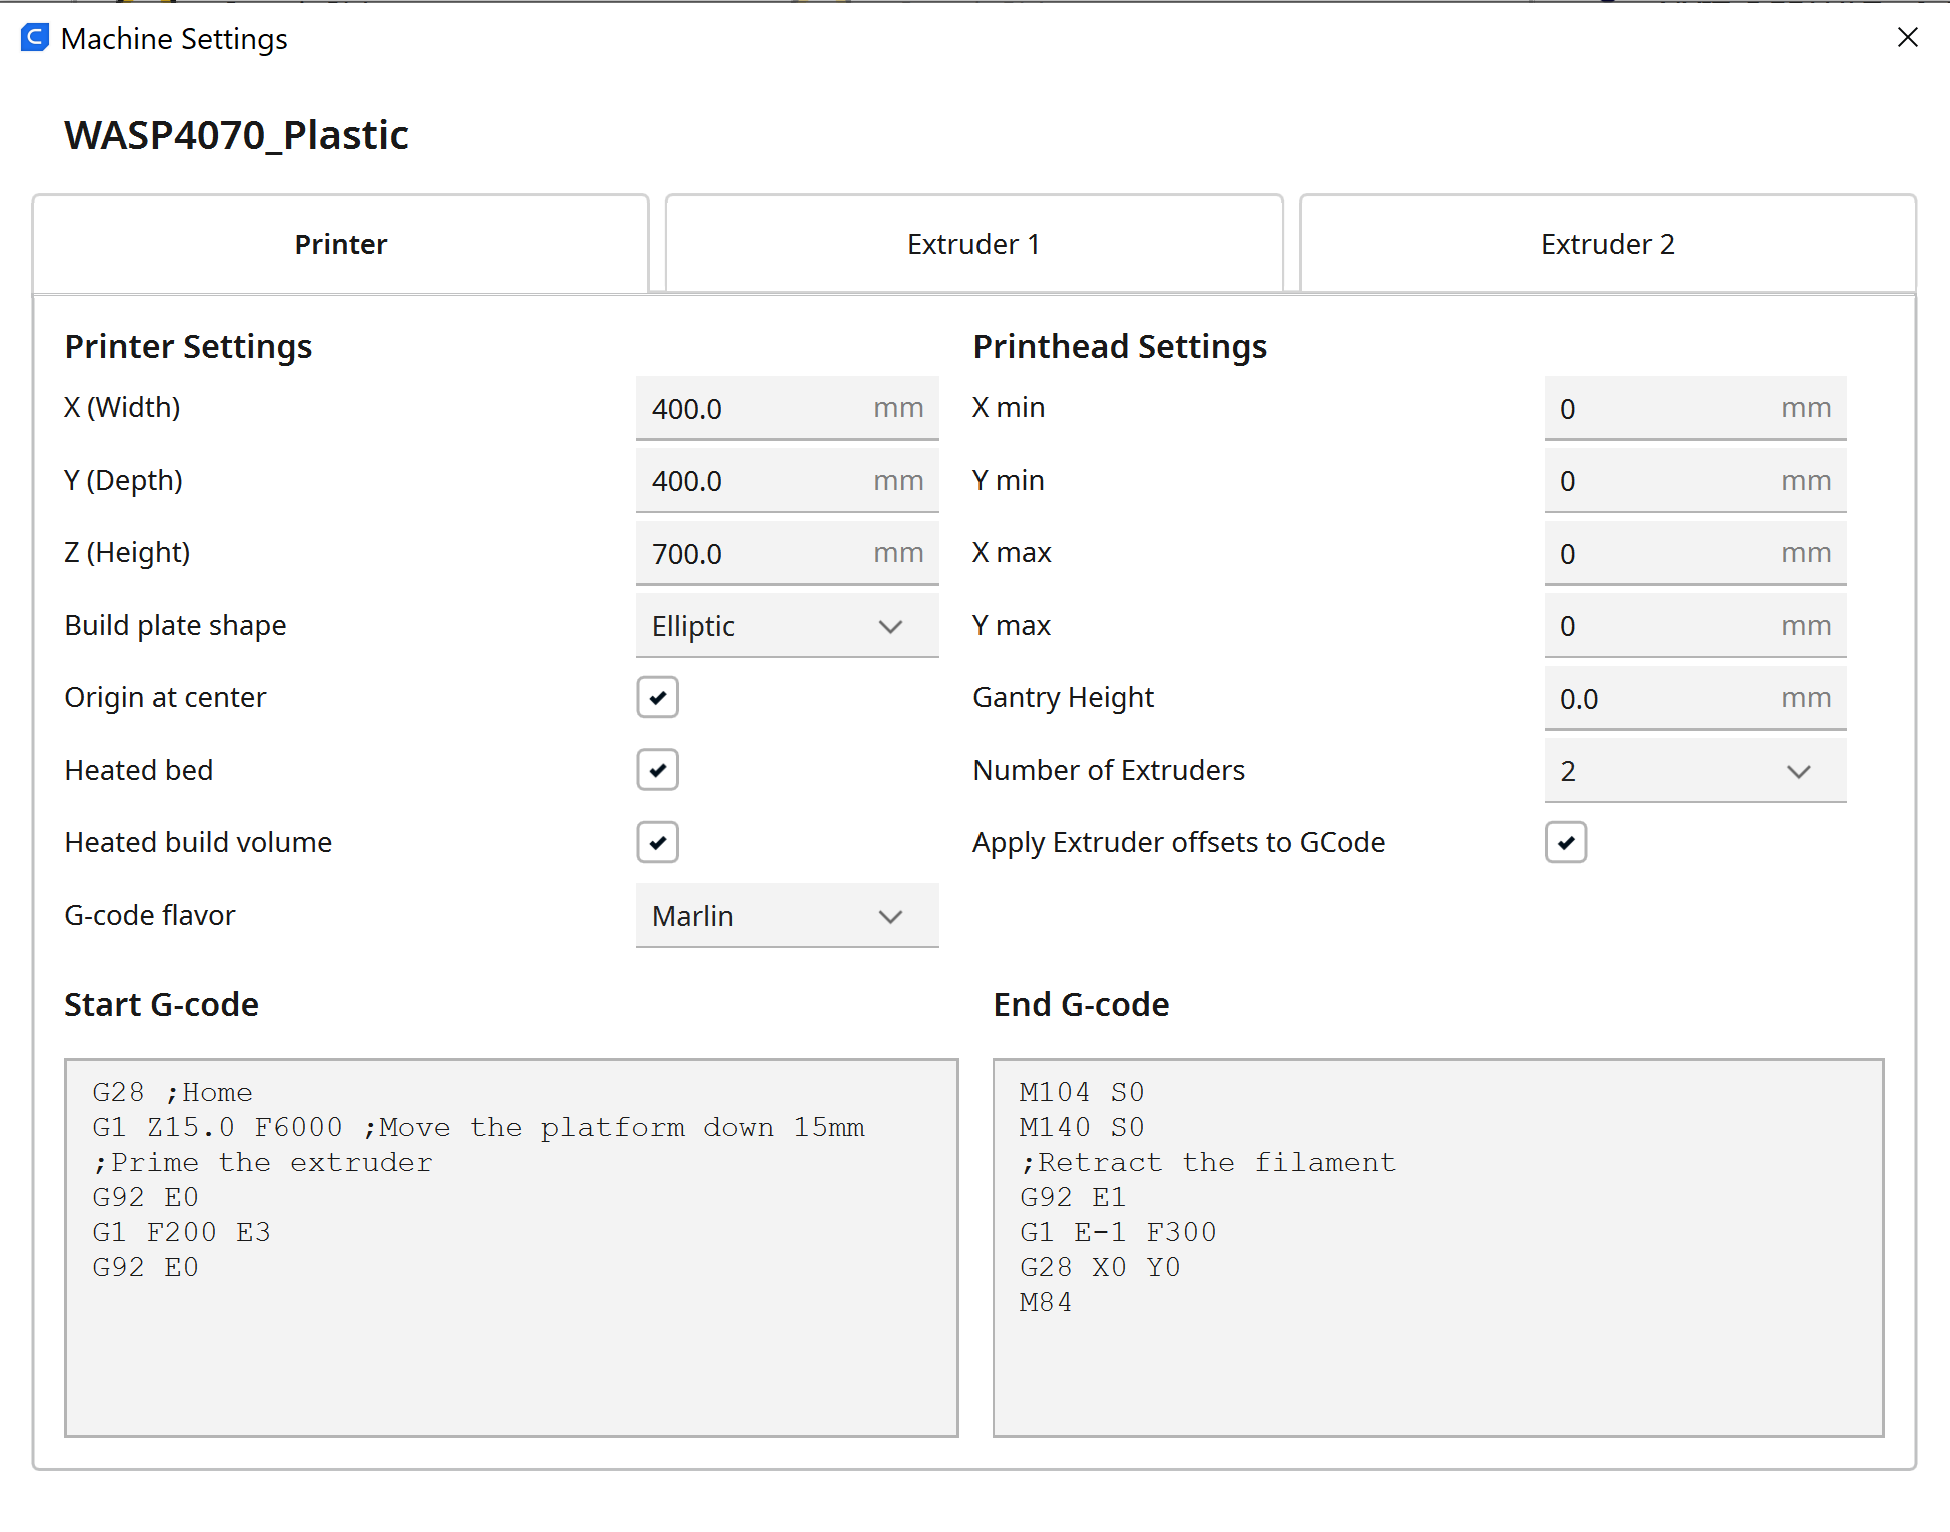 Machine Settings
WASP4070_Plastic
Printer
Extruder 1
Extruder 2
Printer Settings
X (Width)
400.0 mm
Y (Depth)
400.0 mm
Z (Height)
700.0 mm
Build plate shape
Elliptic
Origin at center
Heated bed
Heated build volume
G-code flavor
Marlin
Printhead Settings
X min
0 mm
Y min
0 mm
X max
0 mm
Y max
0 mm
Gantry Height
0.0 mm
Number of Extruders
2
Apply Extruder offsets to GCode
Start G-code
G28 ;Home
G1 Z15.0 F6000 ;Move the platform down 15mm
;Prime the extruder
G92 E0
G1 F200 E3
G92 E0
End G-code
M104 S0
M140 S0
;Retract the filament
G92 E1
G1 E-1 F300
G28 X0 Y0
M84